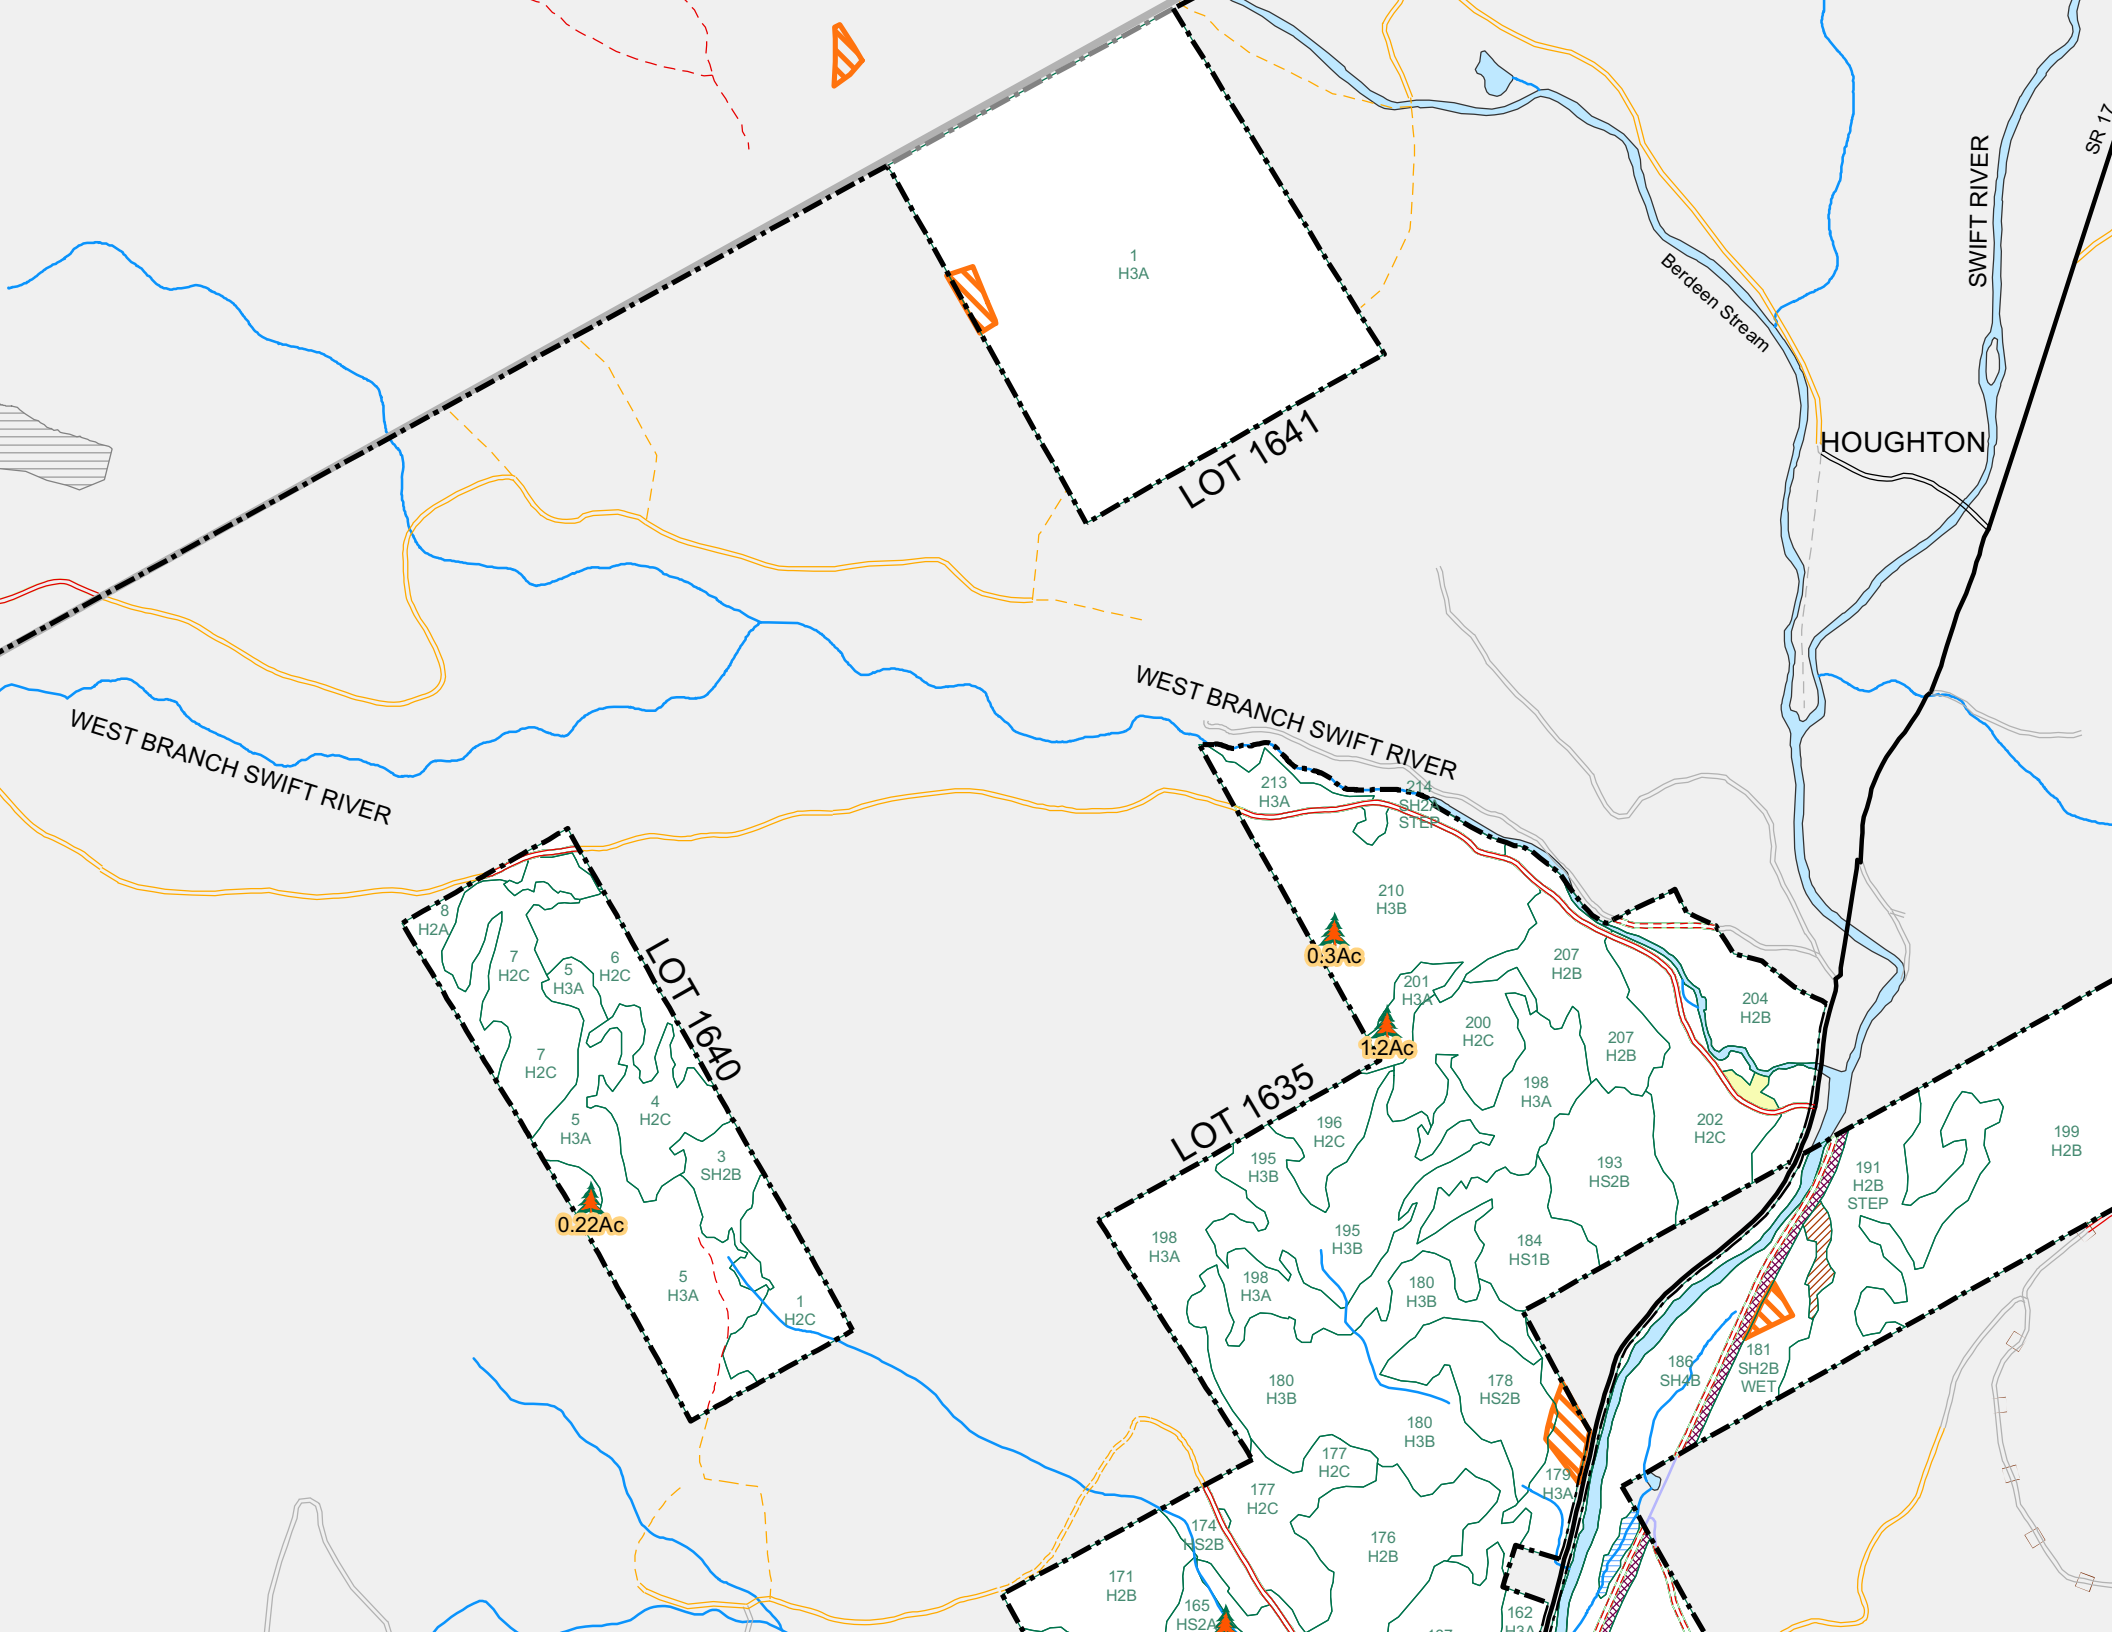 SR 17
SWIFT RIVER
1
H3A
Berdeen Stream
HOUGHTON
LOT 1641
WEST BRANCH SWIFT RIVER
WEST BRANCH SWIFT RIVER
213
H3A
214
SH2A
STEP
210
H3B
0.3Ac
8
H2A
7
H2C
5
H3A
6
H2C
LOT 1640
207
H2B
201
H3A
204
H2B
200
H2C
1.2Ac
207
H2B
7
H2C
198
H3A
LOT 1635
4
H2C
5
H3A
196
H2C
202
H2C
199
H2B
3
SH2B
195
H3B
193
HS2B
191
H2B
STEP
0.22Ac
198
H3A
195
H3B
184
HS1B
5
H3A
198
H3A
180
H3B
1
H2C
186
SH4B
181
SH2B
WET
180
H3B
178
HS2B
180
H3B
177
H2C
179
H3A
177
H2C
174
HS2B
176
H2B
171
H2B
165
HS2A
162
H3A